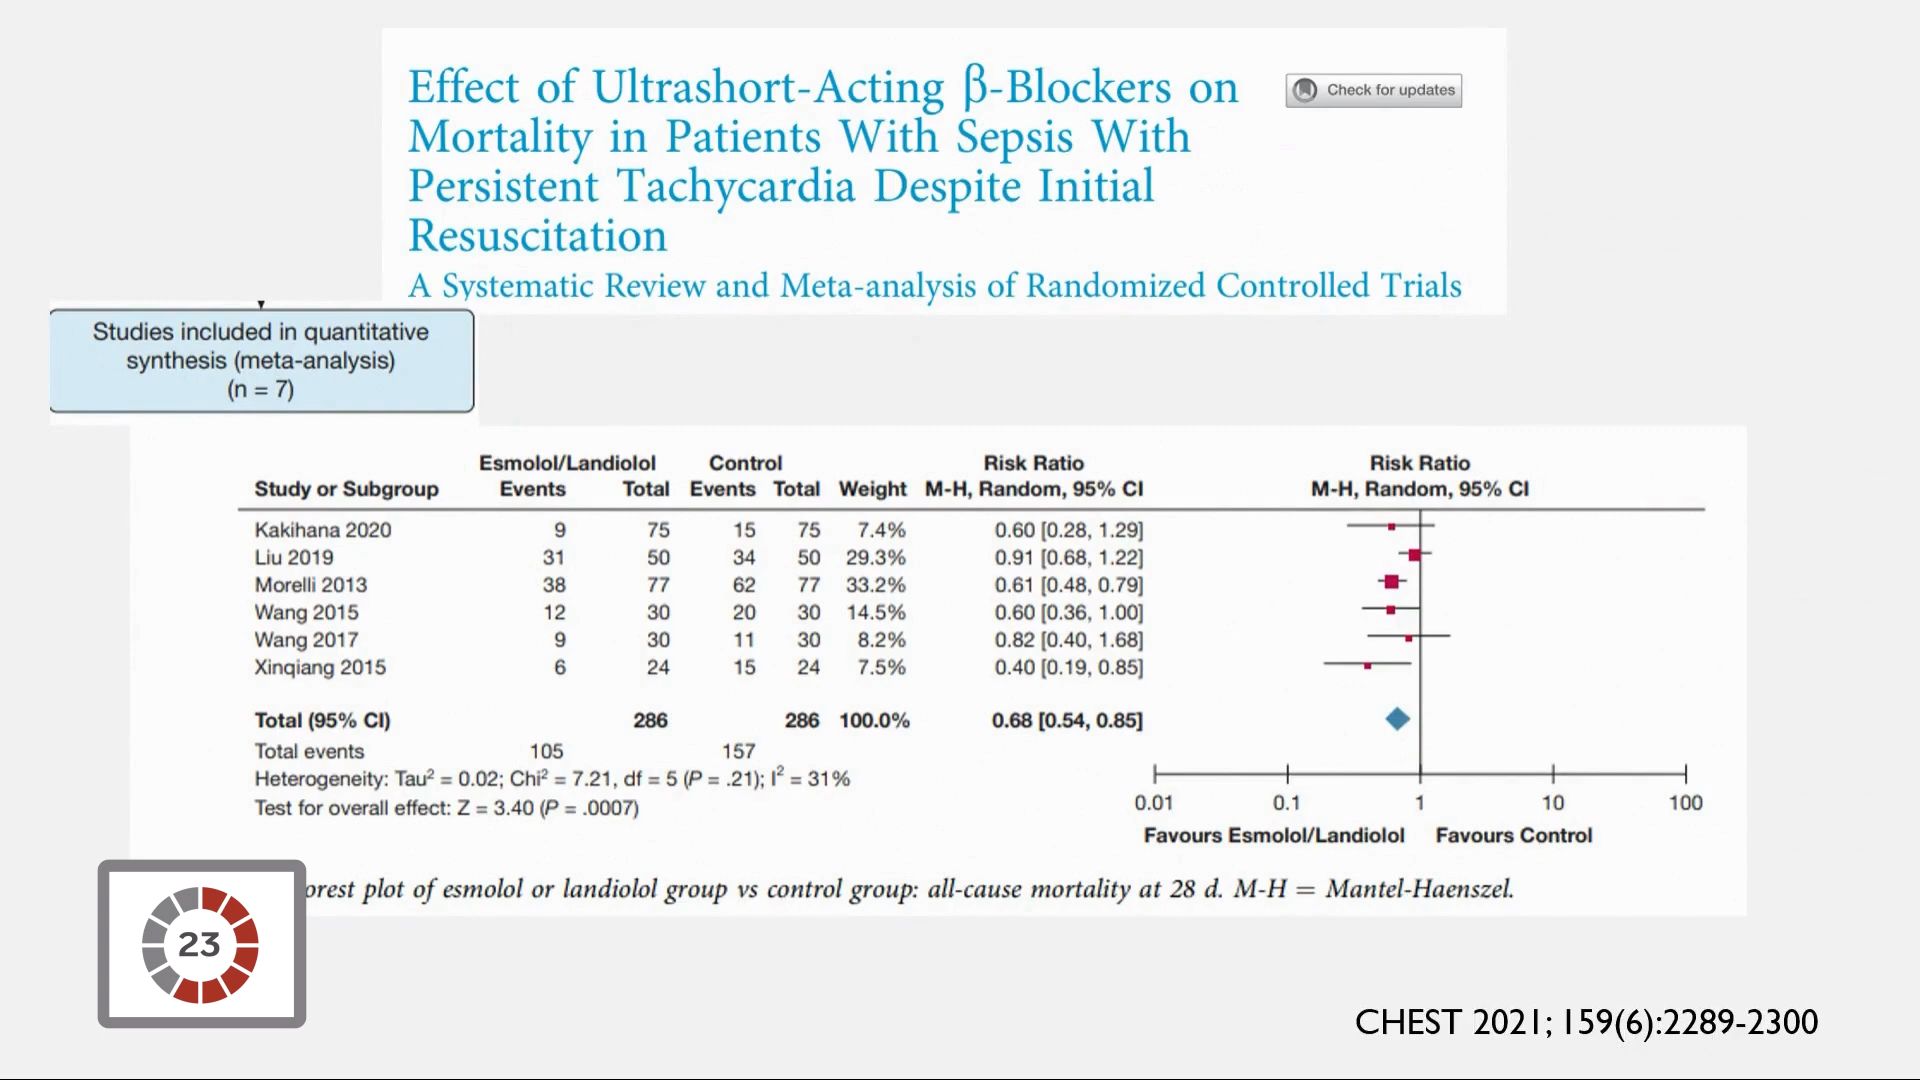 Effect of Ultrashort-Acting β-Blockers on
Mortality in Patients With Sepsis With
Persistent Tachycardia Despite Initial
Resuscitation
A Systematic Review and Meta-analysis of Randomized Controlled Trials
Check for updates
Studies included in quantitative
synthesis (meta-analysis)
(n = 7)
Esmolol/Landiolol Control Risk Ratio Risk Ratio
Study or Subgroup Events Total Events Total Weight M-H, Random, 95% CI M-H, Random, 95% CI
Kakihana 2020 9 75 15 75 7.4% 0.60 [0.28, 1.29]
Liu 2019 31 50 34 50 29.3% 0.91 [0.68, 1.22]
Morelli 2013 38 77 62 77 33.2% 0.61 [0.48, 0.79]
Wang 2015 12 30 20 30 14.5% 0.60 [0.36, 1.00]
Wang 2017 9 30 11 30 8.2% 0.82 [0.40, 1.68]
Xinqiang 2015 6 24 15 24 7.5% 0.40 [0.19, 0.85]
Total (95% CI) 286 286 100.0% 0.68 [0.54, 0.85]
Total events 105 157
Heterogeneity: Tau² = 0.02; Chi² = 7.21, df = 5 (P = .21); I² = 31%
Test for overall effect: Z = 3.40 (P = .0007)
0.01 0.1 1 10 100
Favours Esmolol/Landiolol Favours Control
orest plot of esmolol or landiolol group vs control group: all-cause mortality at 28 d. M-H = Mantel-Haenszel.
23
CHEST 2021; 159(6):2289-2300